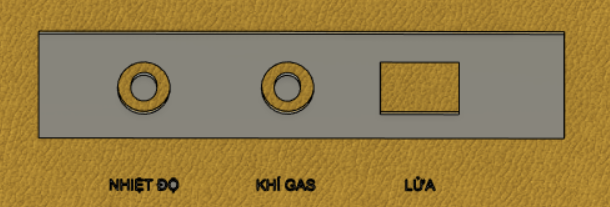 NHIỆT ĐỘ
KHÍ GAS
LỬA